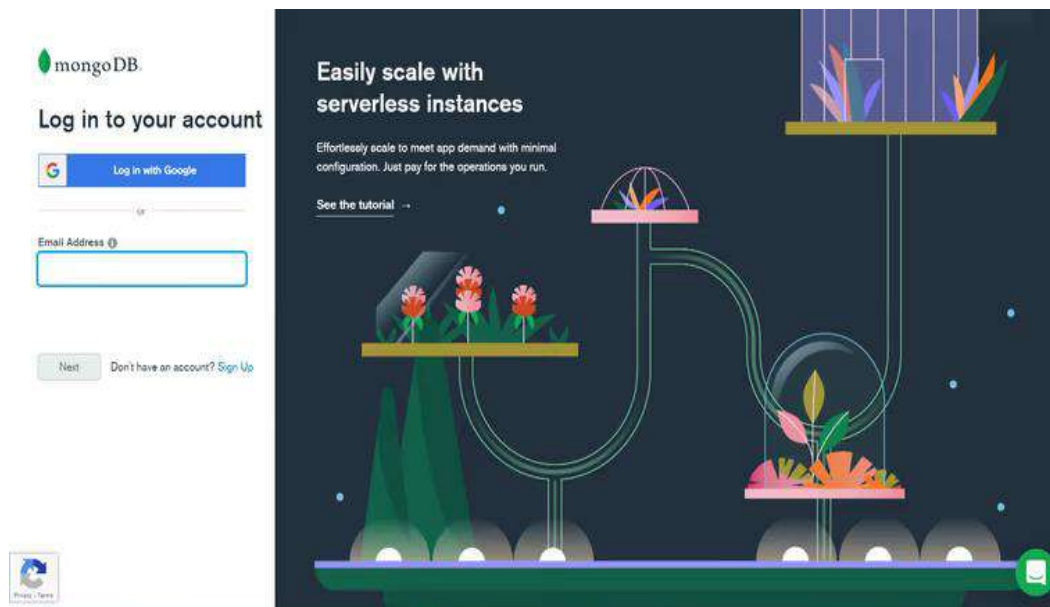 mongoDB.
Log in to your account
Log in with Google
or
Email Address
Next
Don't have an account? Sign Up
Privacy - Terms
Easily scale with
serverless instances
Effortlessly scale to meet app demand with minimal
configuration. Just pay for the operations you run.
See the tutorial →